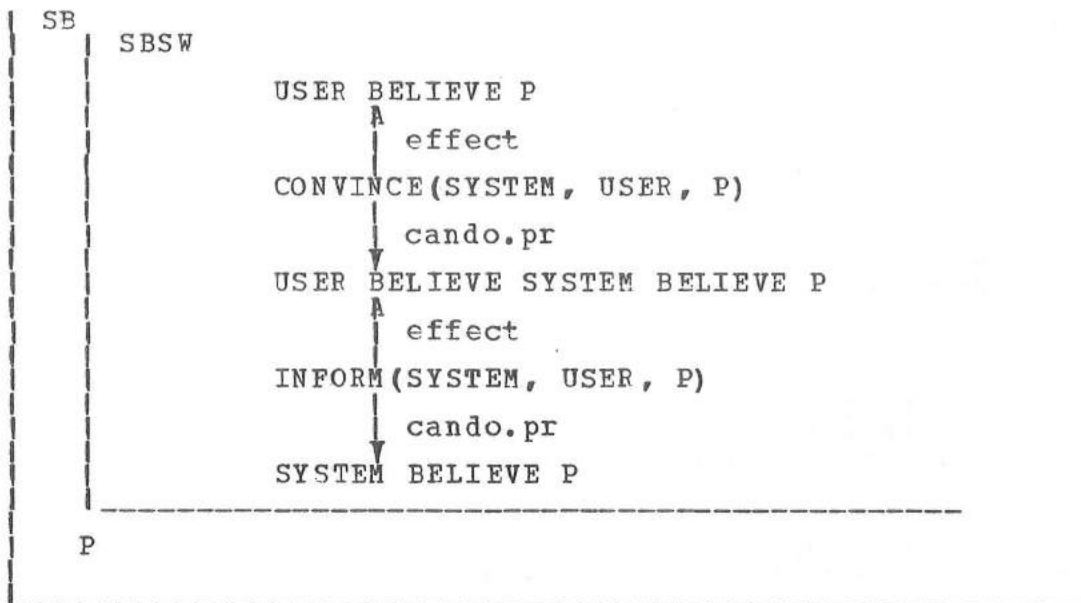 SB
SBSW
USER BELIEVE P
effect
CONVINCE(SYSTEM, USER, P)
cando.pr
USER BELIEVE SYSTEM BELIEVE P
effect
INFORM(SYSTEM, USER, P)
cando.pr
SYSTEM BELIEVE P
P